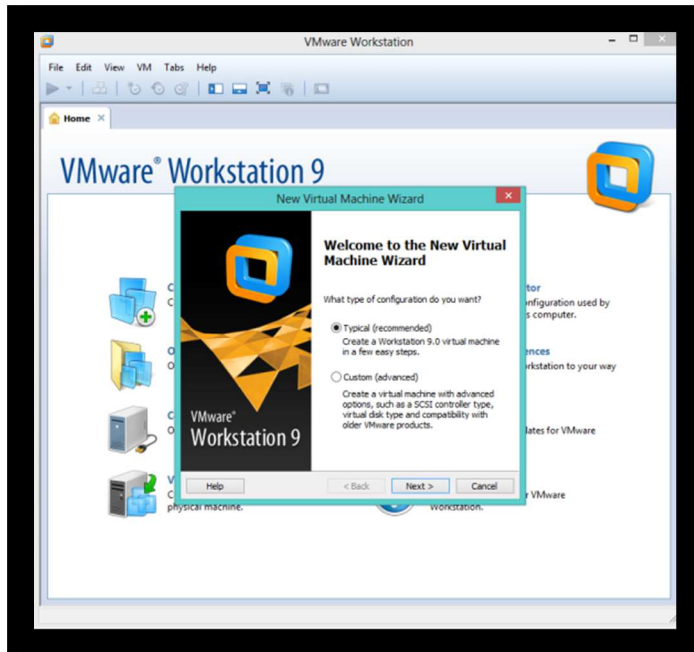 VMware Workstation
File Edit View VM Tabs Help
Home
VMware® Workstation 9
New Virtual Machine Wizard
Welcome to the New Virtual
Machine Wizard
What type of configuration do you want?
Typical (recommended)
Create a Workstation 9.0 virtual machine
in a few easy steps.
Custom (advanced)
Create a virtual machine with advanced
options, such as a SCSI controller type,
virtual disk type and compatibility with
older VMware products.
VMware®
Workstation 9
Help < Back Next > Cancel
nfiguration used by
s computer.
ences
rkstation to your way
dates for VMware
r VMware
physical machine.
Workstation.